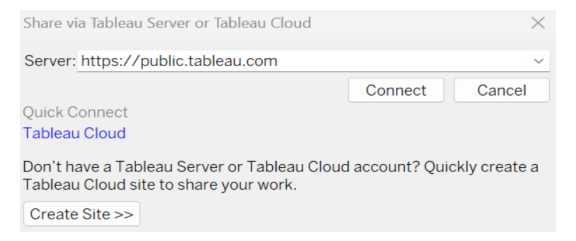 Share via Tableau Server or Tableau Cloud
Server: https://public.tableau.com
Connect Cancel
Quick Connect
Tableau Cloud
Don't have a Tableau Server or Tableau Cloud account? Quickly create a
Tableau Cloud site to share your work.
Create Site >>